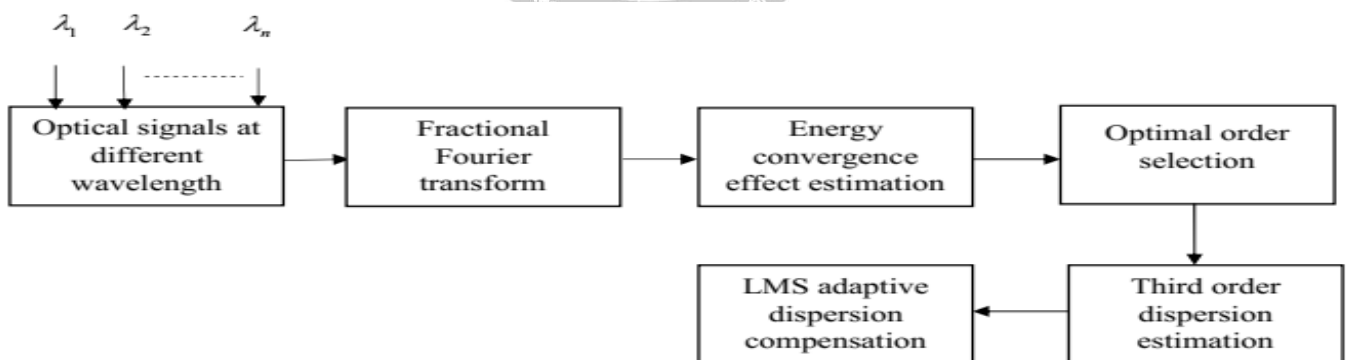 λ₁ λ₂ λₙ
Optical signals at
different
wavelength
Fractional
Fourier
transform
Energy
convergence
effect estimation
Optimal order
selection
Third order
dispersion
estimation
LMS adaptive
dispersion
compensation